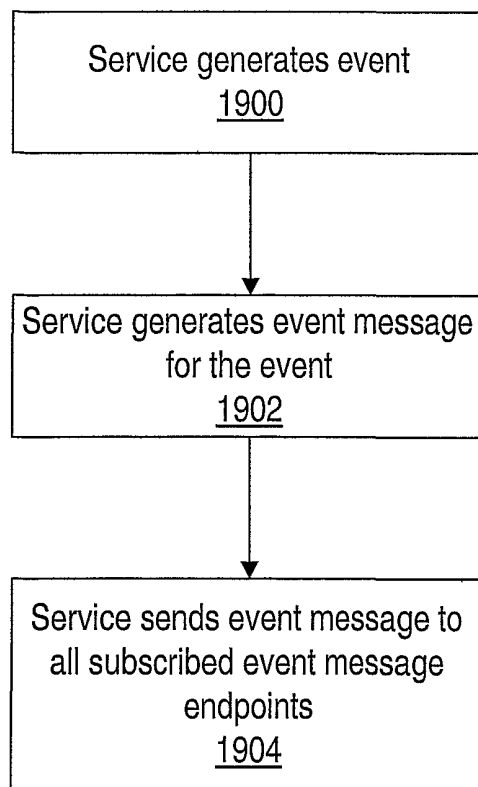 Service generates event
1900
Service generates event message
for the event
1902
Service sends event message to
all subscribed event message
endpoints
1904